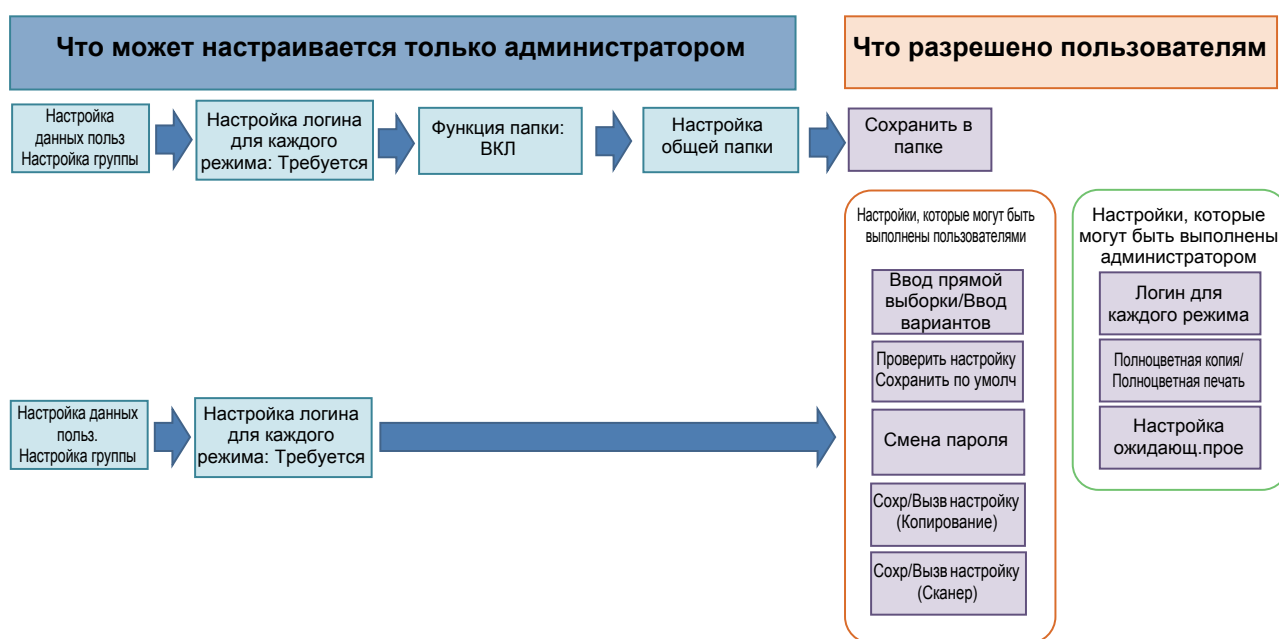 Что может настраивается только администратором
Что разрешено пользователям
Настройка
данных польз
Настройка группы
Настройка логина
для каждого
режима: Требуется
Функция папки:
ВКЛ
Настройка
общей папки
Сохранить в
папке
Настройки, которые могут быть
выполнены пользователями
Ввод прямой
выборки/Ввод
вариантов
Проверить настройку
Сохранить по умолч
Смена пароля
Сохр/Вызв настройку
(Копирование)
Сохр/Вызв настройку
(Сканер)
Настройки, которые
могут быть выполнены
администратором
Логин для
каждого режима
Полноцветная копия/
Полноцветная печать
Настройка
ожидающ.прое
Настройка данных
польз.
Настройка группы
Настройка логина
для каждого
режима: Требуется